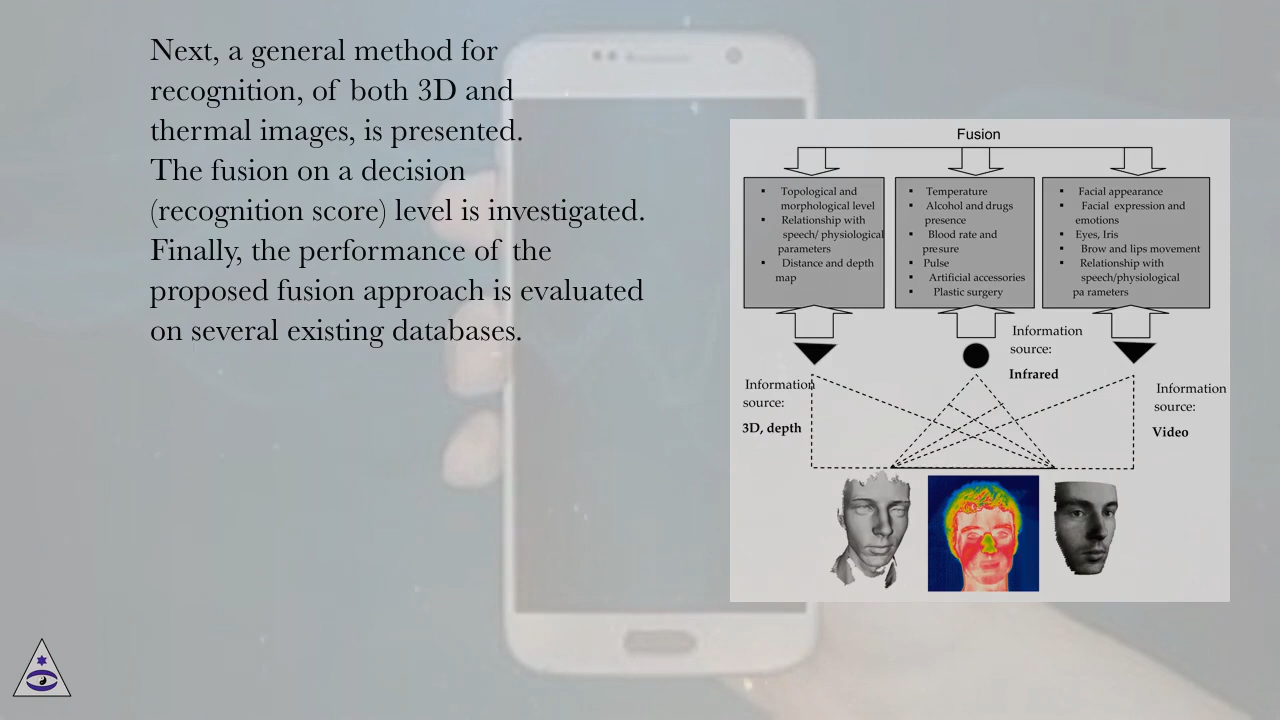 Next, a general method for
recognition, of both 3D and
thermal images, is presented.
The fusion on a decision
(recognition score) level is investigated.
Finally, the performance of the
proposed fusion approach is evaluated
on several existing databases.
Fusion
▪ Topological and
morphological level
▪ Relationship with
speech/ physiological
parameters
▪ Distance and depth
map
▪ Temperature
▪ Alcohol and drugs
presence
▪ Blood rate and
presure
▪ Pulse
▪ Artificial accessories
▪ Plastic surgery
▪ Facial appearance
▪ Facial expression and
emotions
▪ Eyes, Iris
▪ Brow and lips movement
▪ Relationship with
speech/physiological
pa rameters
Information
source:
3D, depth
Information
source:
Infrared
Information
source:
Video